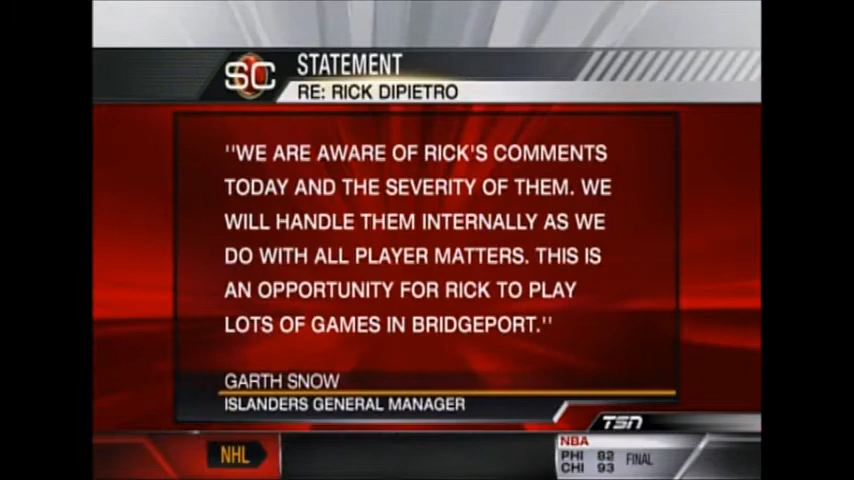 SC
STATEMENT
RE: RICK DIPIETRO
"WE ARE AWARE OF RICK'S COMMENTS
TODAY AND THE SEVERITY OF THEM. WE
WILL HANDLE THEM INTERNALLY AS WE
DO WITH ALL PLAYER MATTERS. THIS IS
AN OPPORTUNITY FOR RICK TO PLAY
LOTS OF GAMES IN BRIDGEPORT."
GARTH SNOW
ISLANDERS GENERAL MANAGER
TSN
NHL
NBA
PHI 82 FINAL
CHI 93